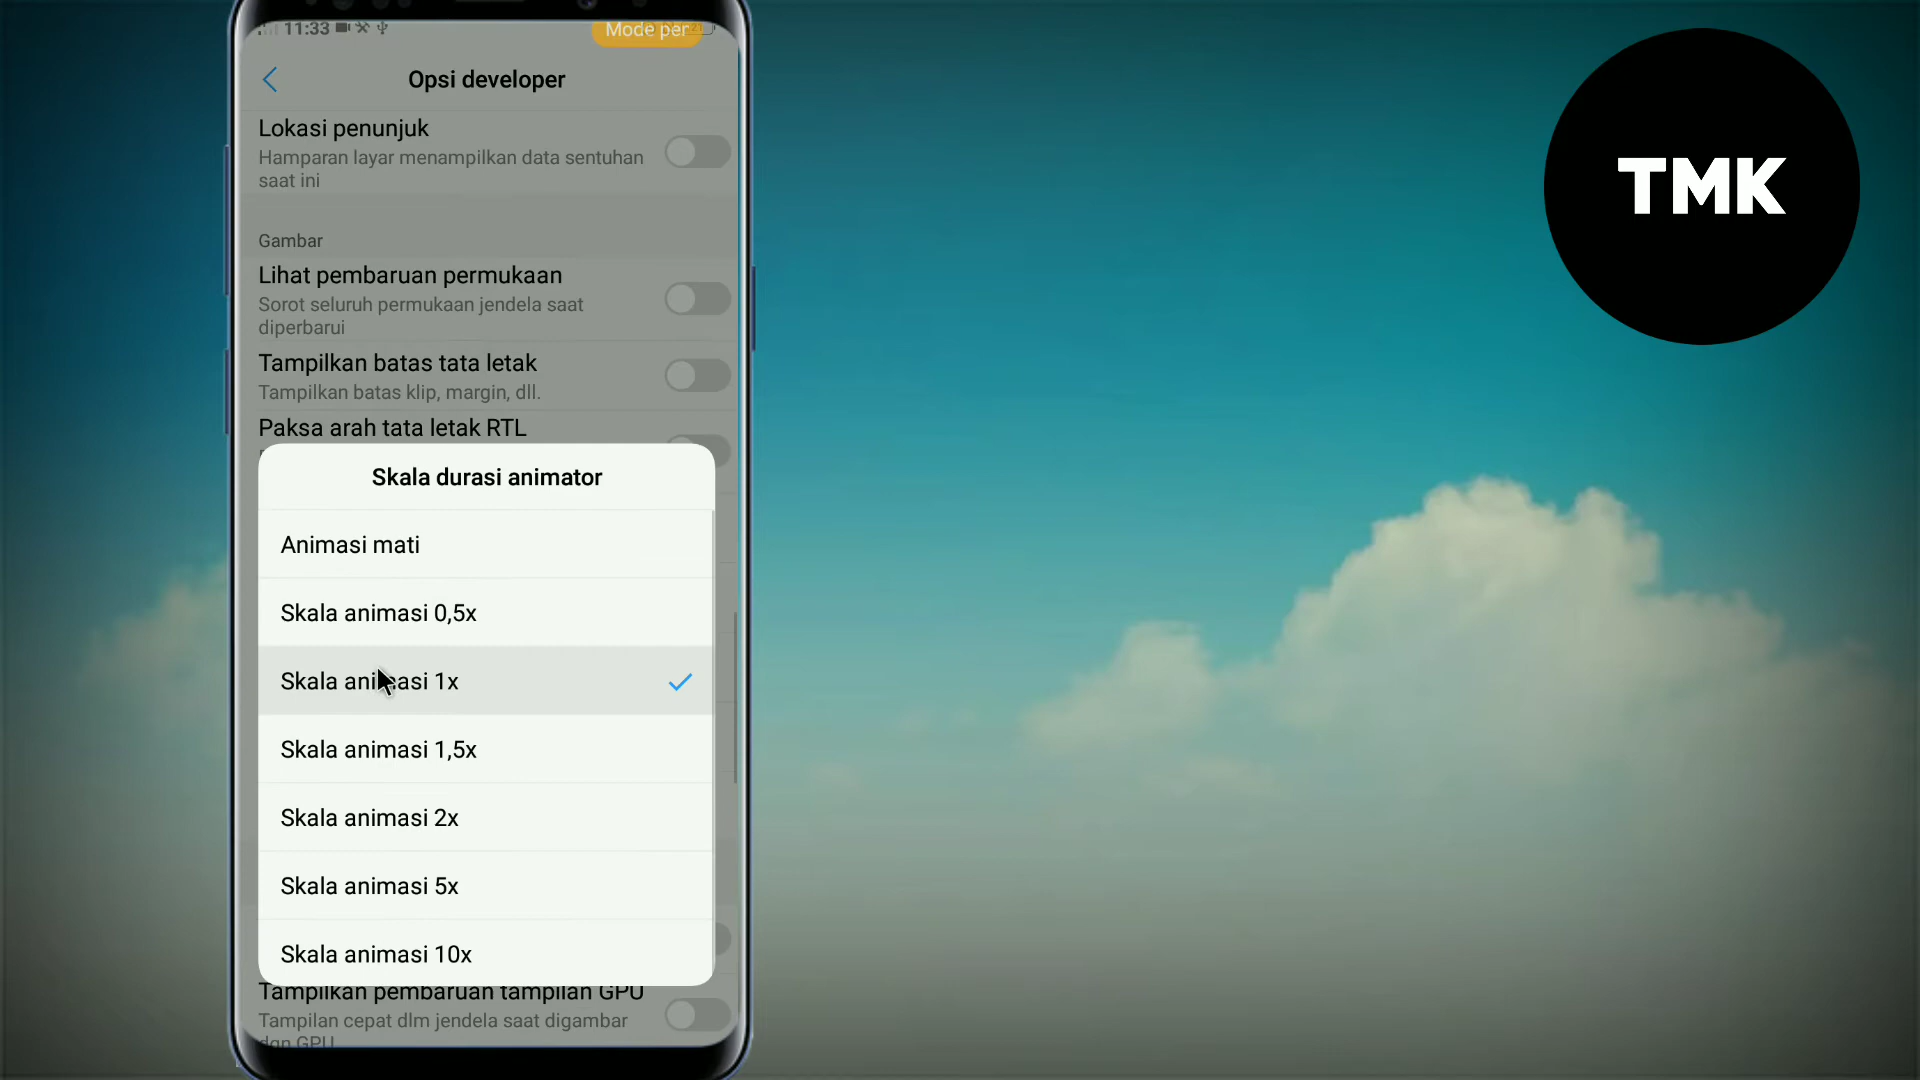 11:33
Mode per
Opsi developer
Lokasi penunjuk
Hamparan layar menampilkan data sentuhan
saat ini
Gambar
Lihat pembaruan permukaan
Sorot seluruh permukaan jendela saat
diperbarui
Tampilkan batas tata letak
Tampilkan batas klip, margin, dll.
Paksa arah tata letak RTL
Skala durasi animator
Animasi mati
Skala animasi 0,5x
Skala animasi 1x
Skala animasi 1,5x
Skala animasi 2x
Skala animasi 5x
Skala animasi 10x
Tampilkan pembaruan tampilan GPU
Tampilan cepat dlm jendela saat digambar
dgn GPU
TMK